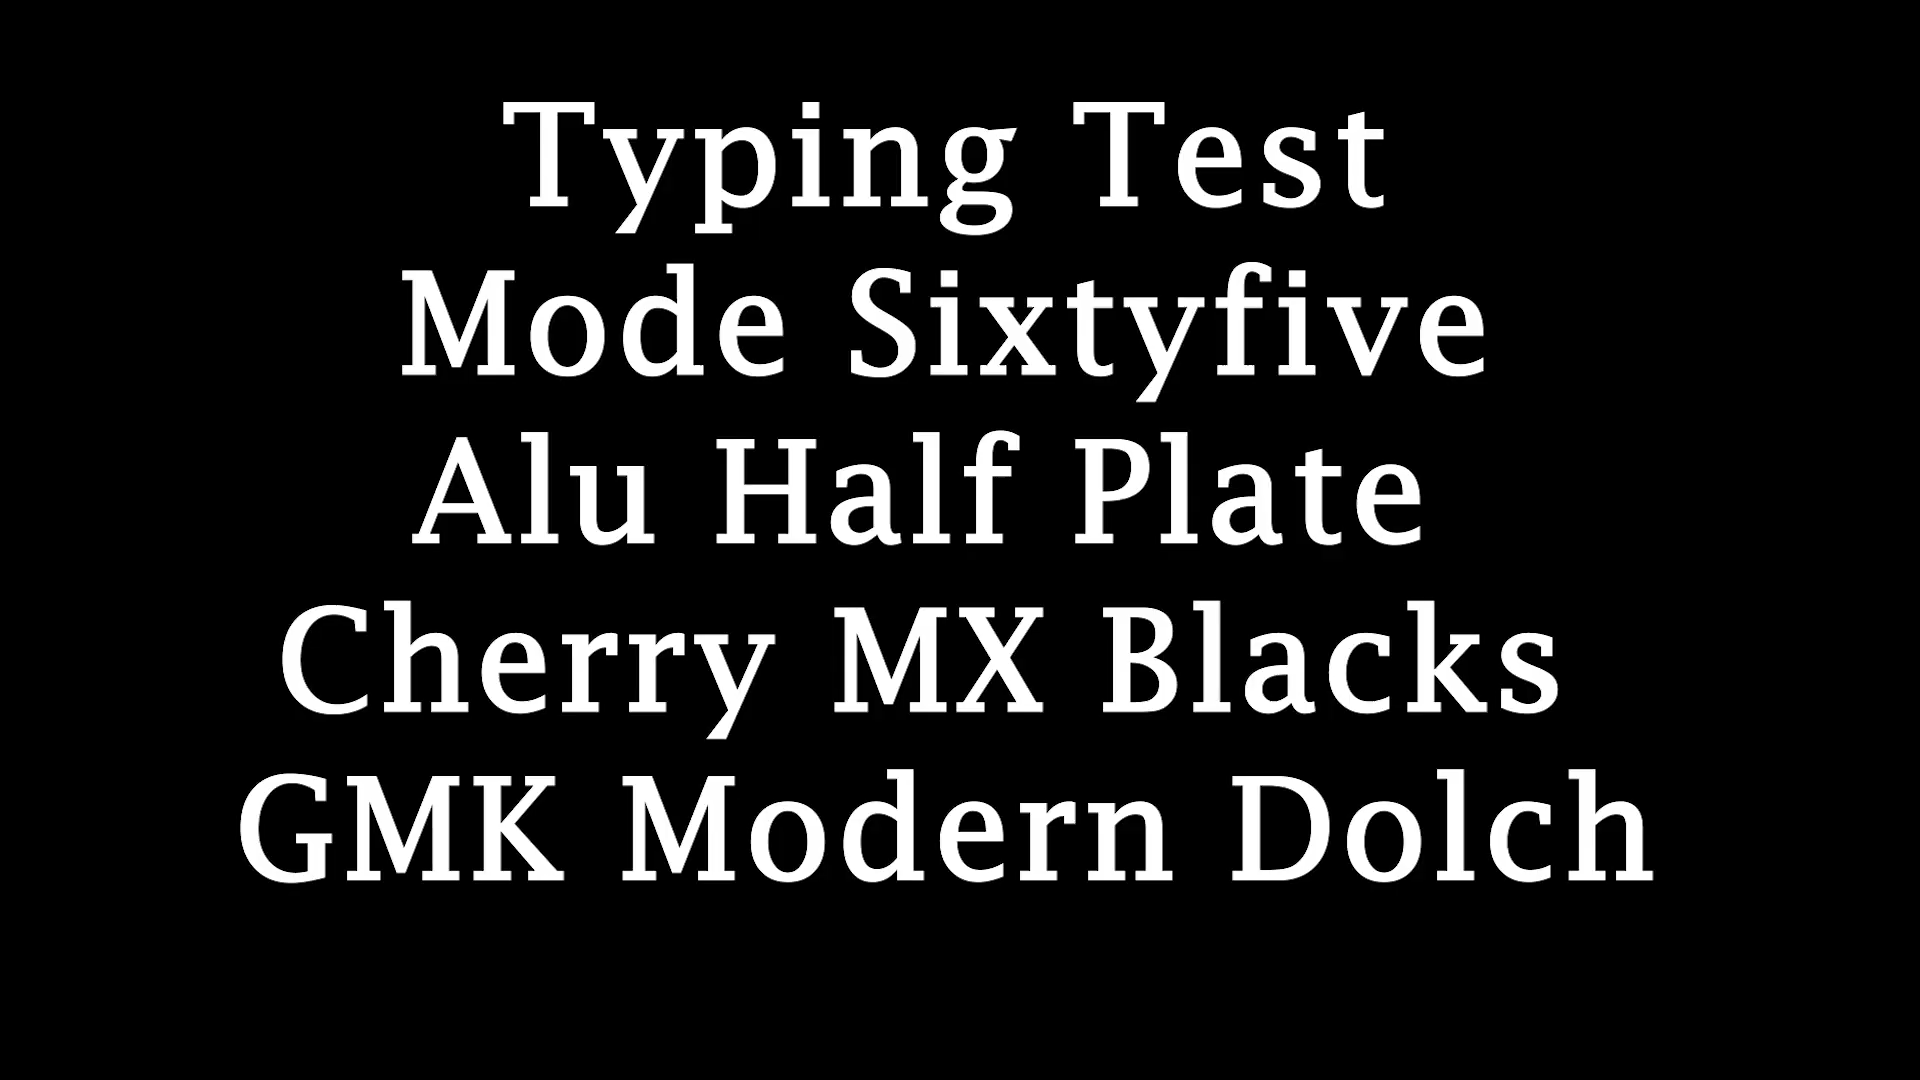 Typing Test
Mode Sixtyfive
Alu Half Plate
Cherry MX Blacks
GMK Modern Dolch